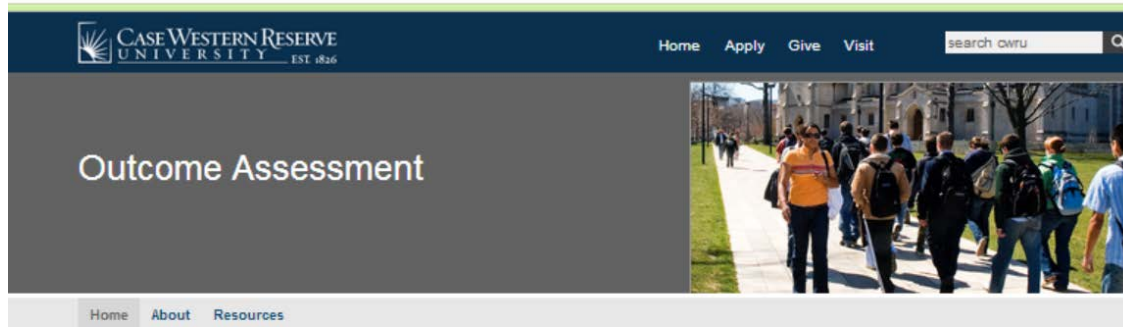 CASE WESTERN RESERVE
UNIVERSITY EST. 1826
Home Apply Give Visit search cwru
Outcome Assessment
Home About Resources